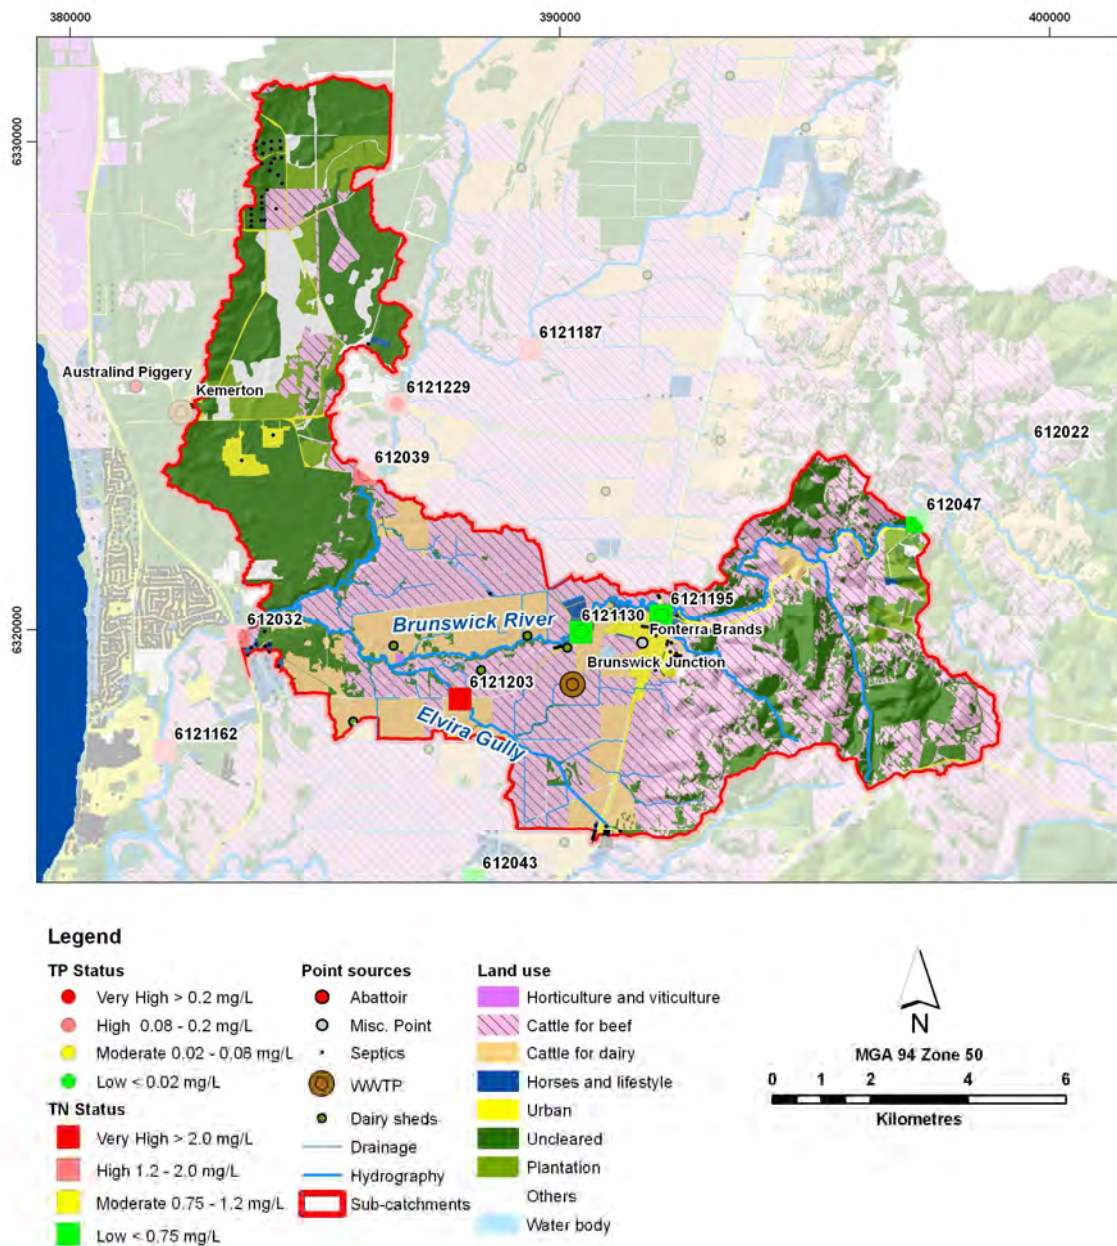 380000
390000
400000
6330000
6121187
Australind Piggery
Kemerton
6121229
612022
612039
612047
6320000
612032
Brunswick River
6121130
6121195
Fonterra Brands
Brunswick Junction
6121203
Elvira Gully
6121162
612043
Legend
TP Status
Very High > 0.2 mg/L
High 0.08 - 0.2 mg/L
Moderate 0.02 - 0.08 mg/L
Low < 0.02 mg/L
TN Status
Very High > 2.0 mg/L
High 1.2 - 2.0 mg/L
Moderate 0.75 - 1.2 mg/L
Low < 0.75 mg/L
Point sources
Abattoir
Misc. Point
Septics
WWTP
Dairy sheds
Drainage
Hydrography
Sub-catchments
Land use
Horticulture and viticulture
Cattle for beef
Cattle for dairy
Horses and lifestyle
Urban
Uncleared
Plantation
Others
Water body
N
MGA 94 Zone 50
0 1 2 4 6
Kilometres